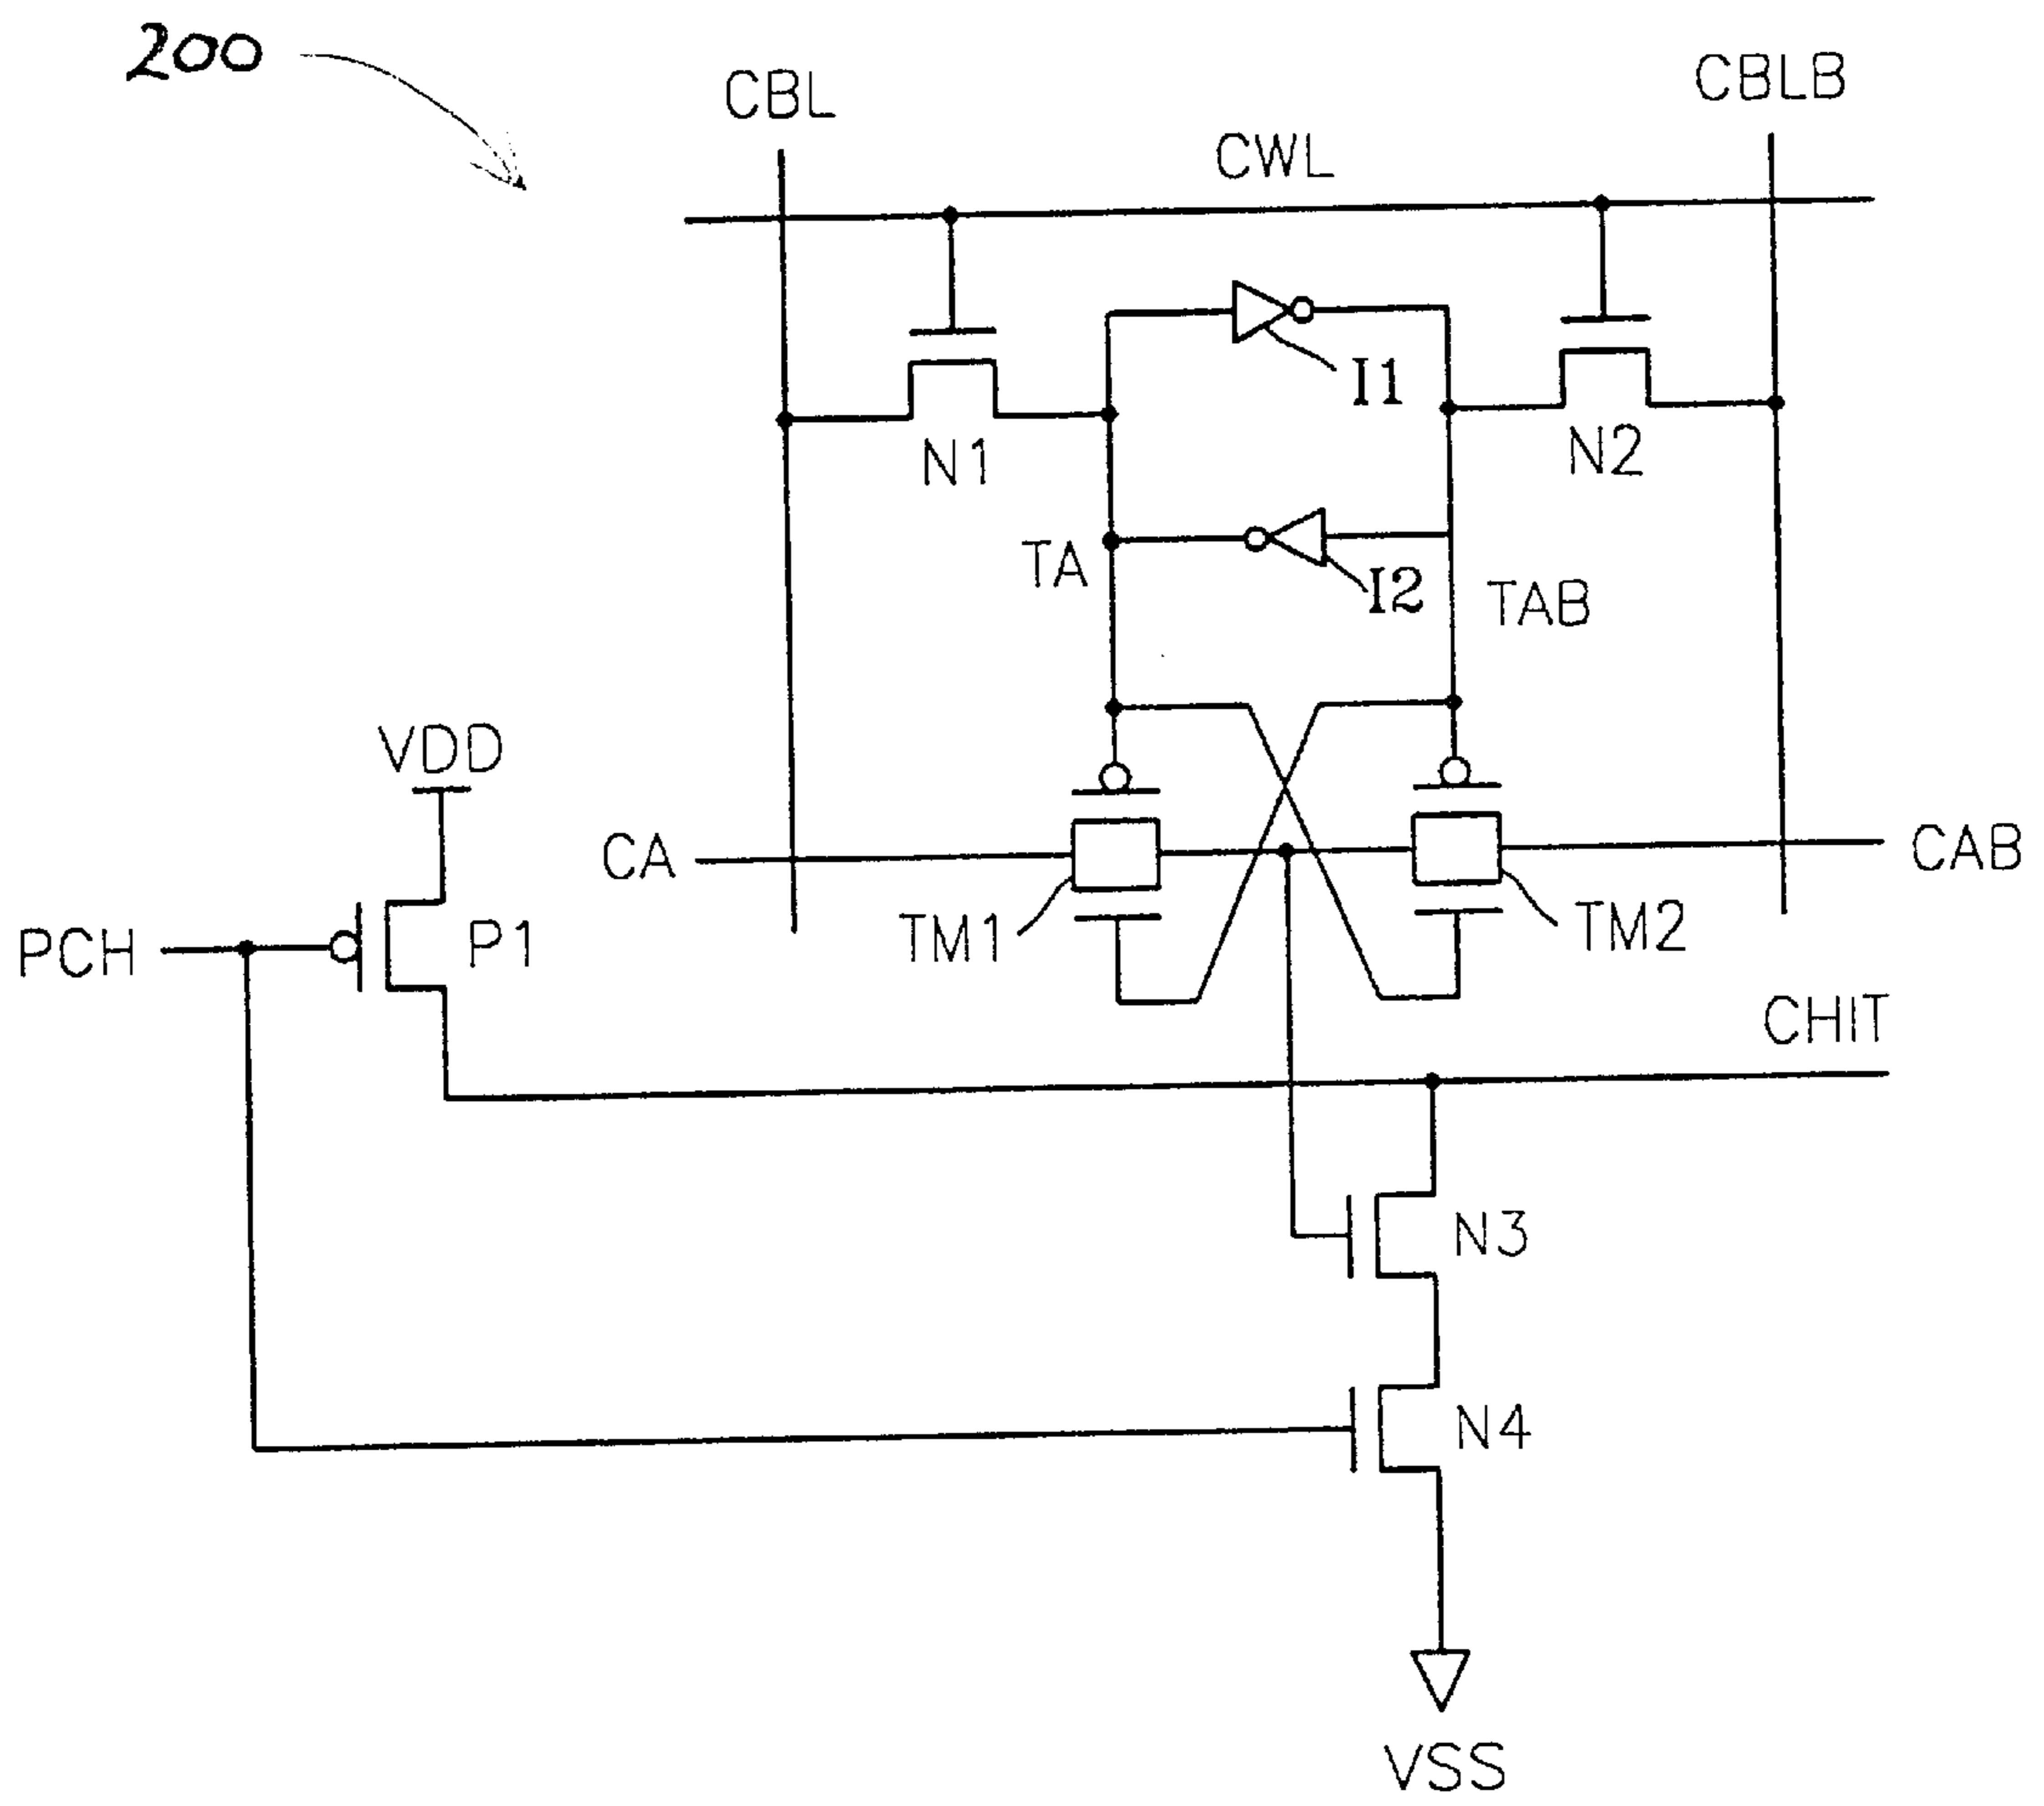 200
CBL
CBLB
CWL
I1
N1
N2
TA
I2
TAB
VDD
CA
CAB
TM1
TM2
PCH
P1
CHIT
N3
N4
VSS